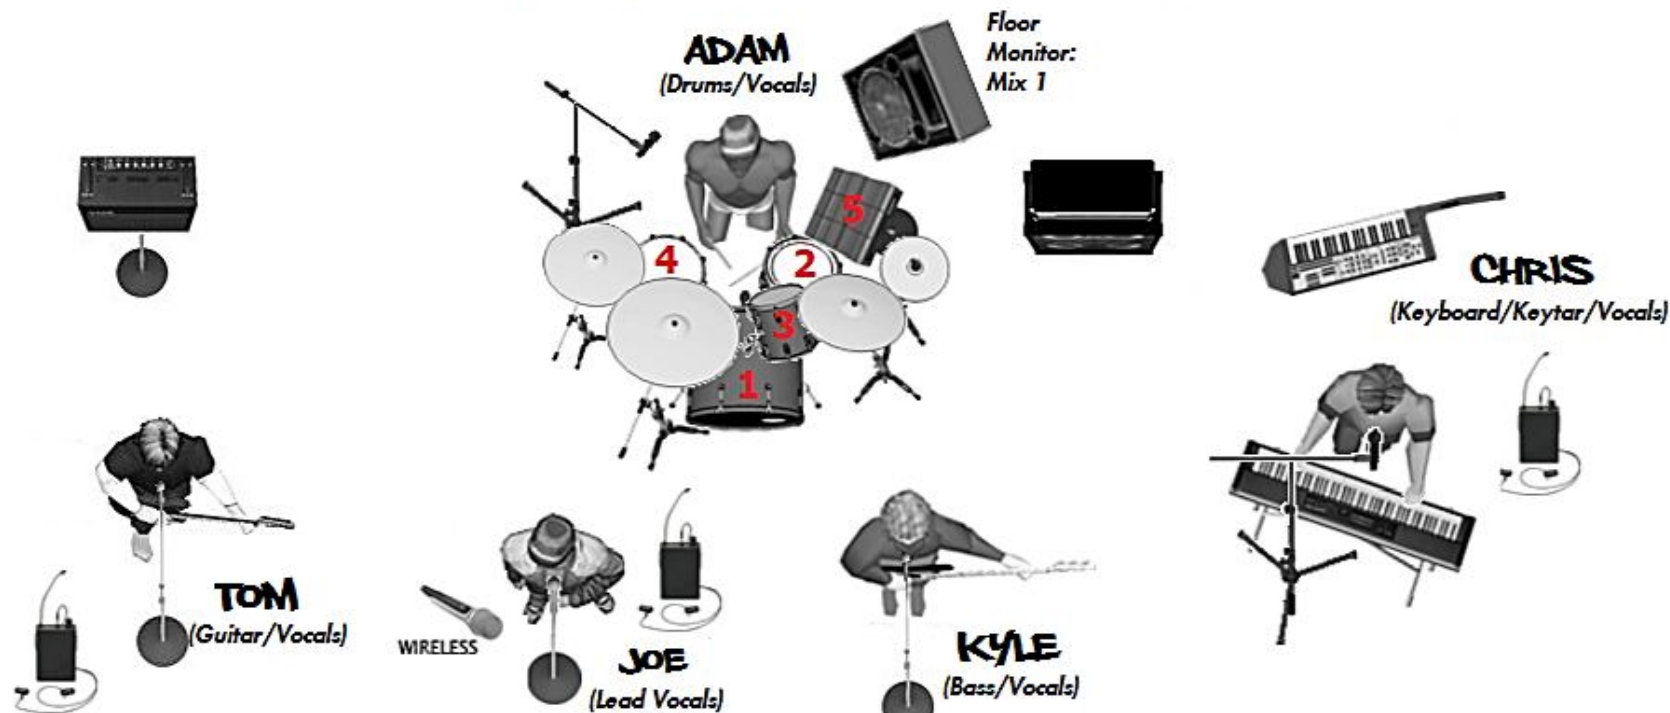 ADAM
(Drums/Vocals)
Floor
Monitor:
Mix 1
5
4
2
3
1
CHRIS
(Keyboard/Keytar/Vocals)
TOM
(Guitar/Vocals)
WIRELESS
JOE
(Lead Vocals)
KYLE
(Bass/Vocals)